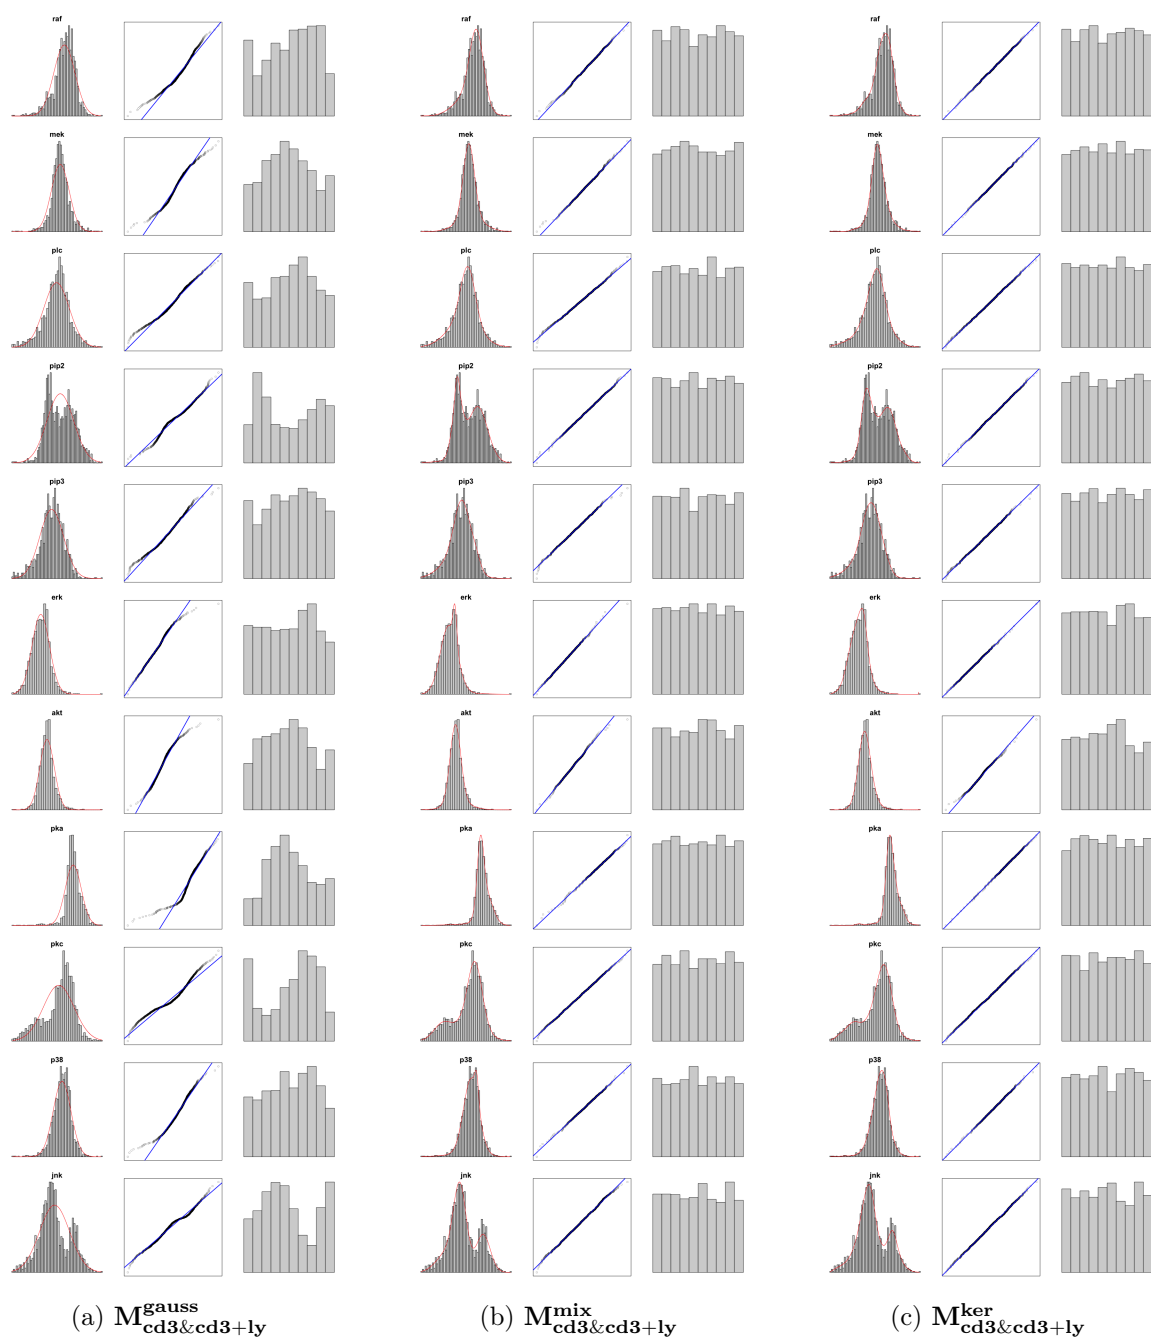 raf raf raf
mek mek mek
plc plc plc
pip2 pip2 pip2
pip3 pip3 pip3
erk erk erk
akt akt akt
pka pka pka
pkc pkc pkc
p38 p38 p38
jnk jnk jnk
(a) M^gauss_cd3&cd3+ly (b) M^mix_cd3&cd3+ly (c) M^ker_cd3&cd3+ly